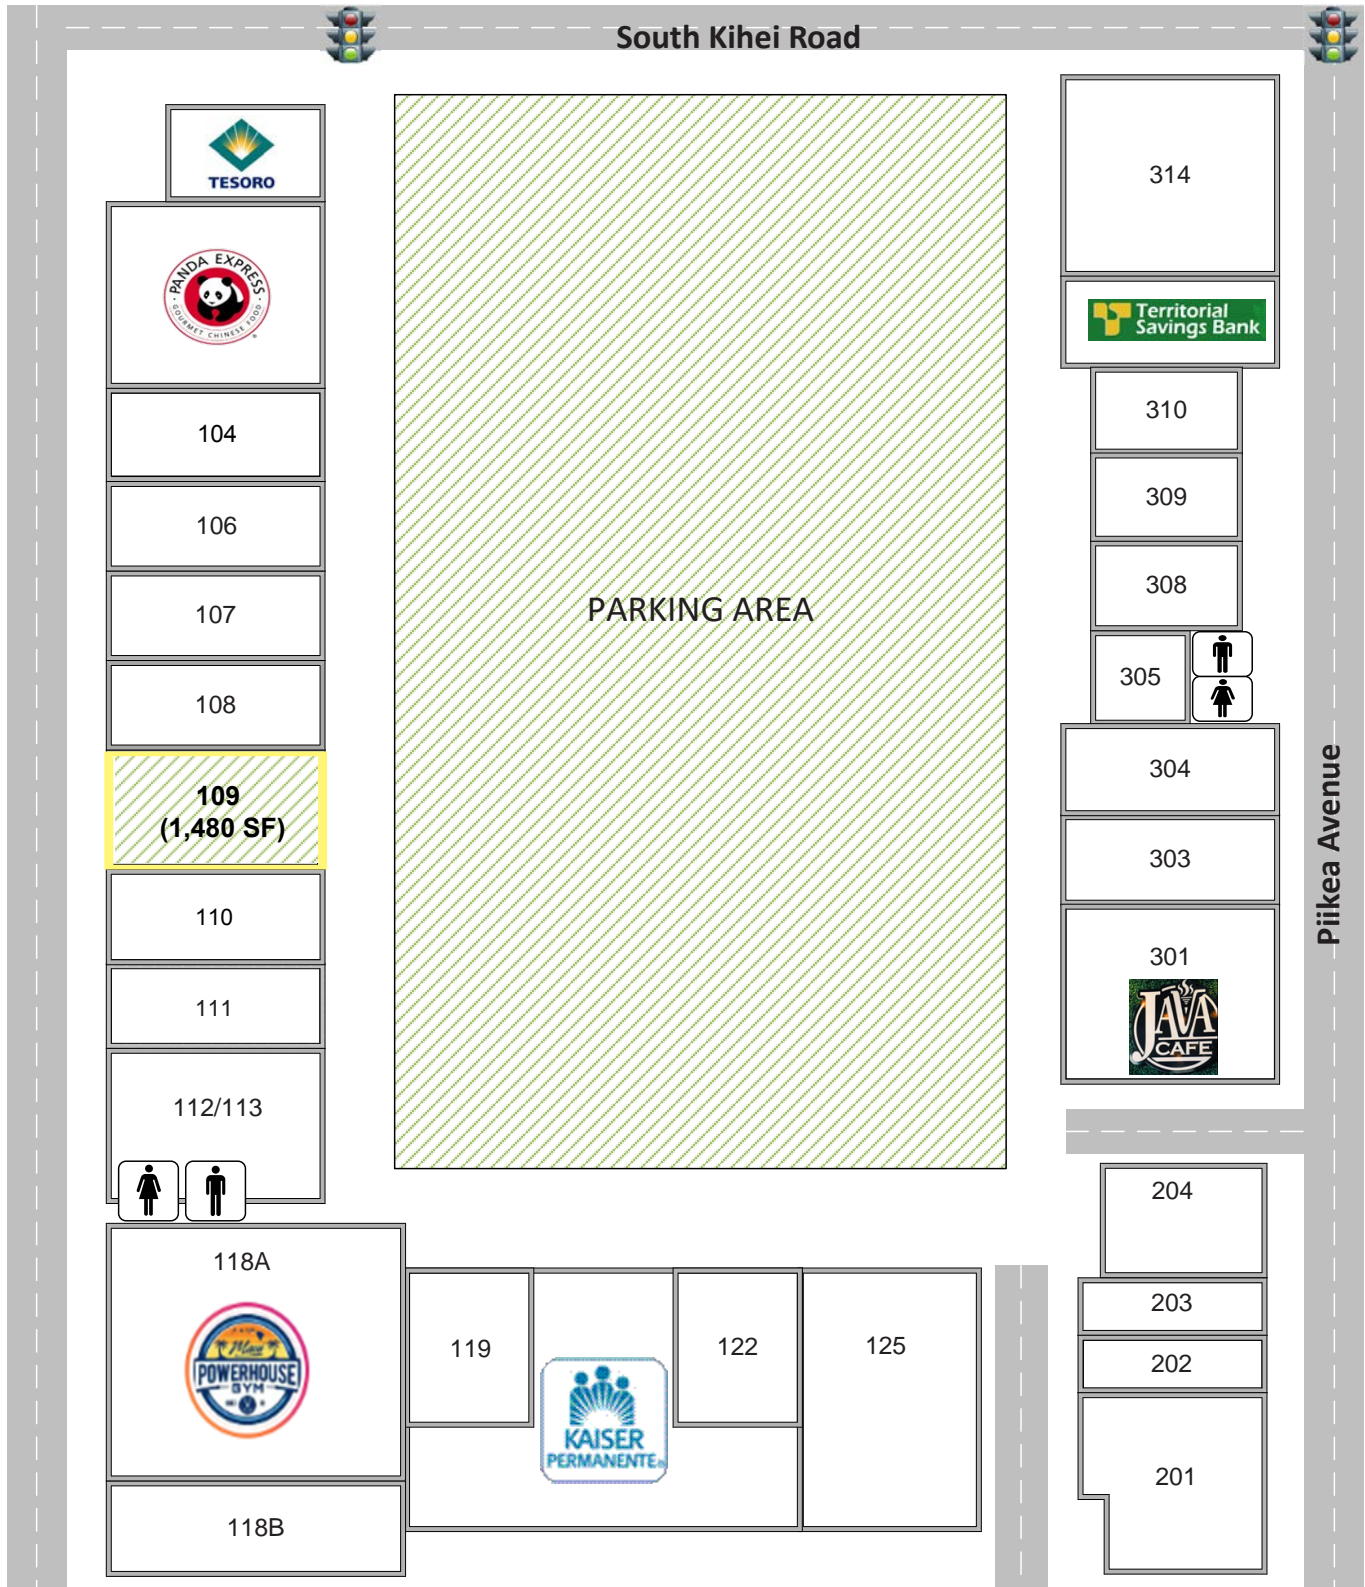 South Kihei Road
TESORO
PANDA EXPRESS
GOURMET CHINESE FOOD
104
106
107
108
109
(1,480 SF)
110
111
112/113
118A
Maui
POWERHOUSE
GYM
118B
PARKING AREA
119
KAISER
PERMANENTE®
122
125
314
Territorial
Savings Bank
310
309
308
305
304
303
301
JAVA
CAFE
204
203
202
201
Piikea Avenue